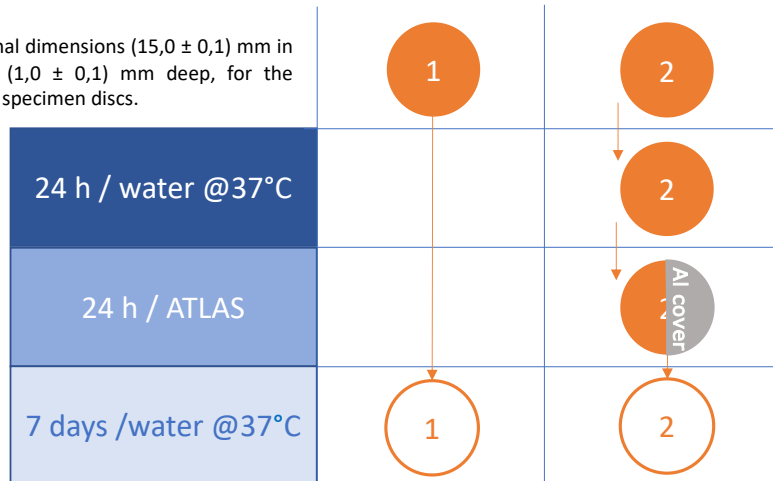 nal dimensions (15,0 ± 0,1) mm in
(1,0 ± 0,1) mm deep, for the
specimen discs.
1
2
24 h / water @37°C
2
24 h / ATLAS
2
Al cover
7 days /water @37°C
1
2